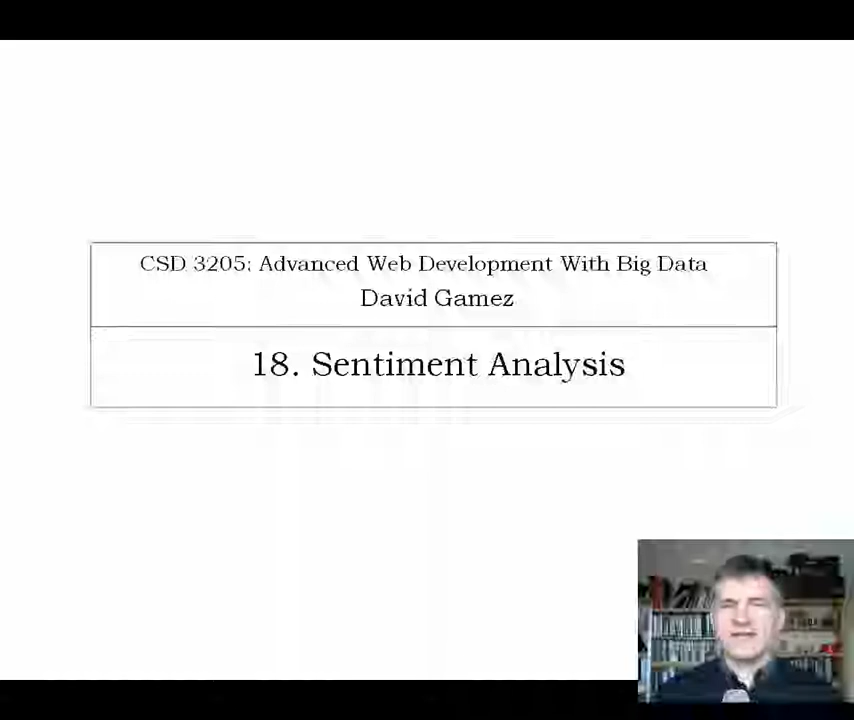 CSD 3205: Advanced Web Development With Big Data
David Gamez
18. Sentiment Analysis